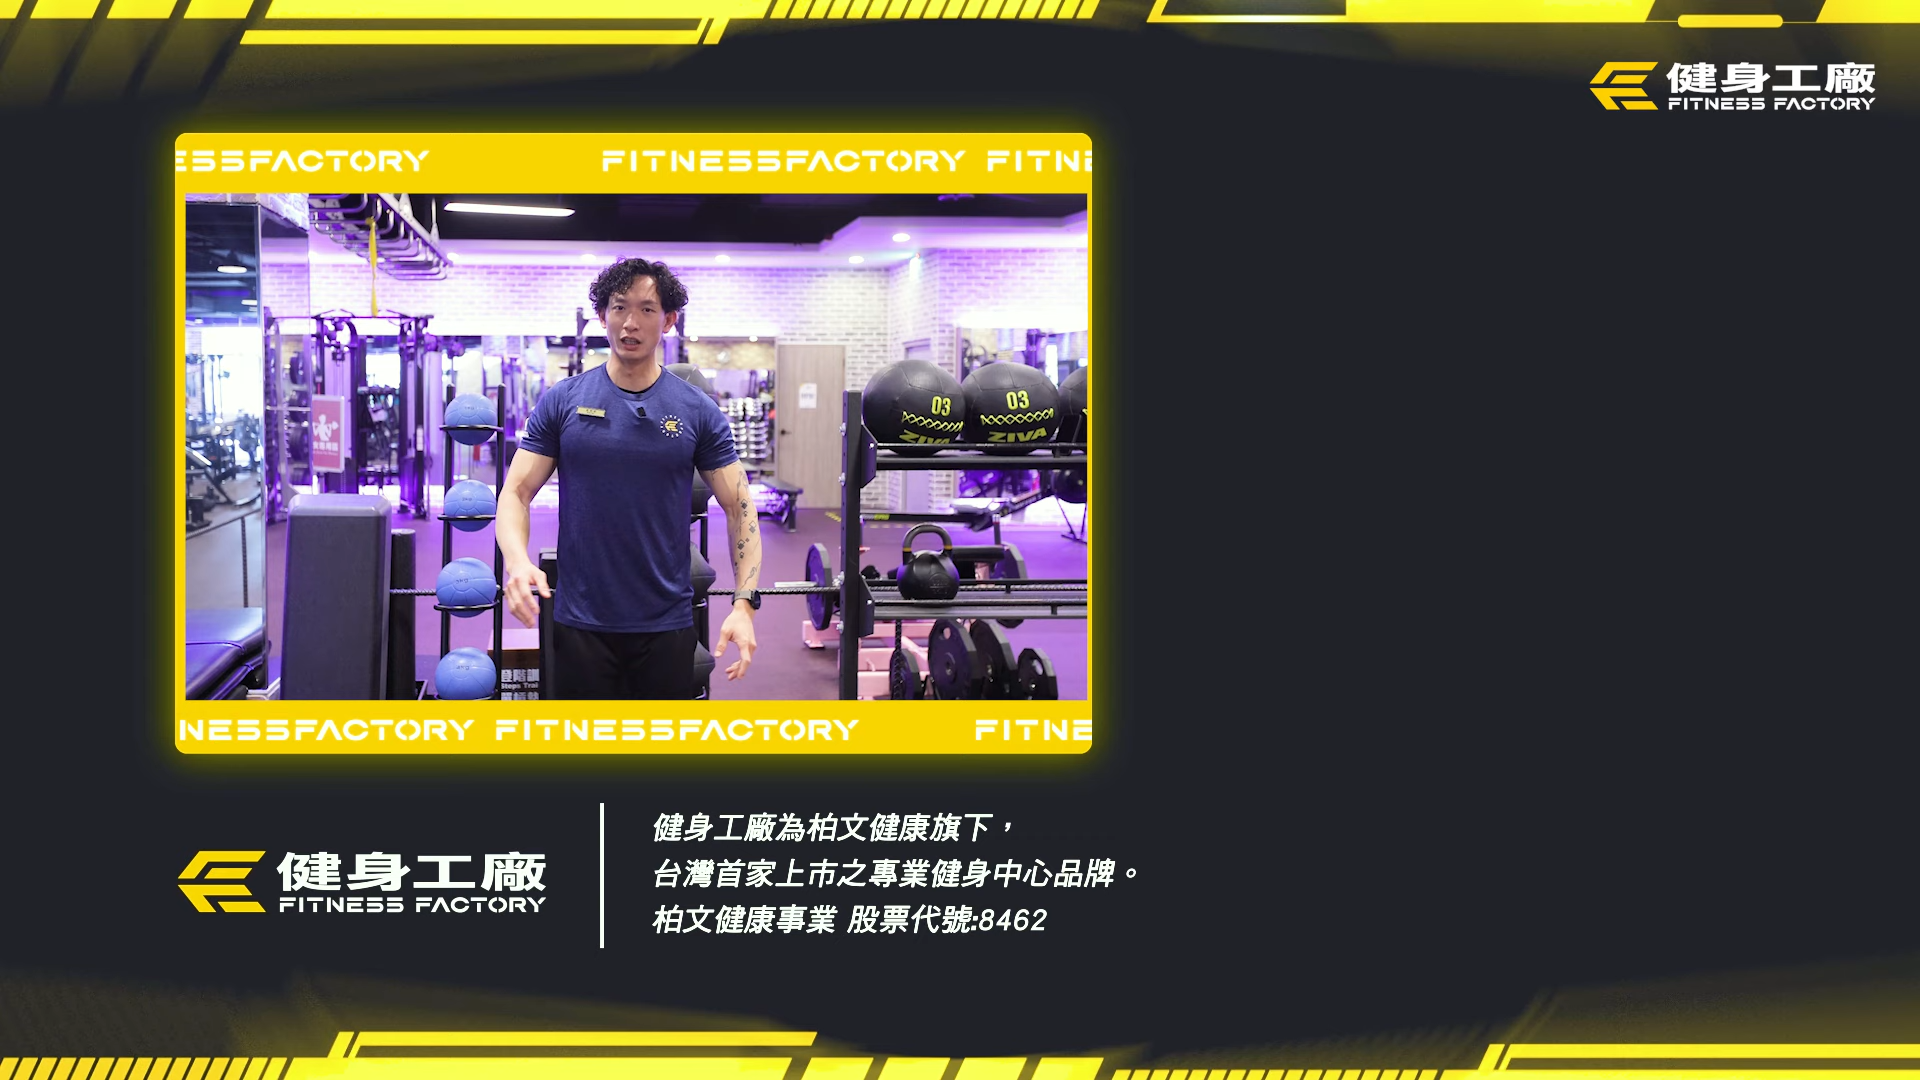 健身工廠
FITNESS FACTORY
ESSFACTORY FITNESSFACTORY FITNE
03
ZIVA
03
ZIVA
NESSFACTORY FITNESSFACTORY FITNE
健身工廠
FITNESS FACTORY
健身工廠為柏文健康旗下，
台灣首家上市之專業健身中心品牌。
柏文健康事業 股票代號:8462